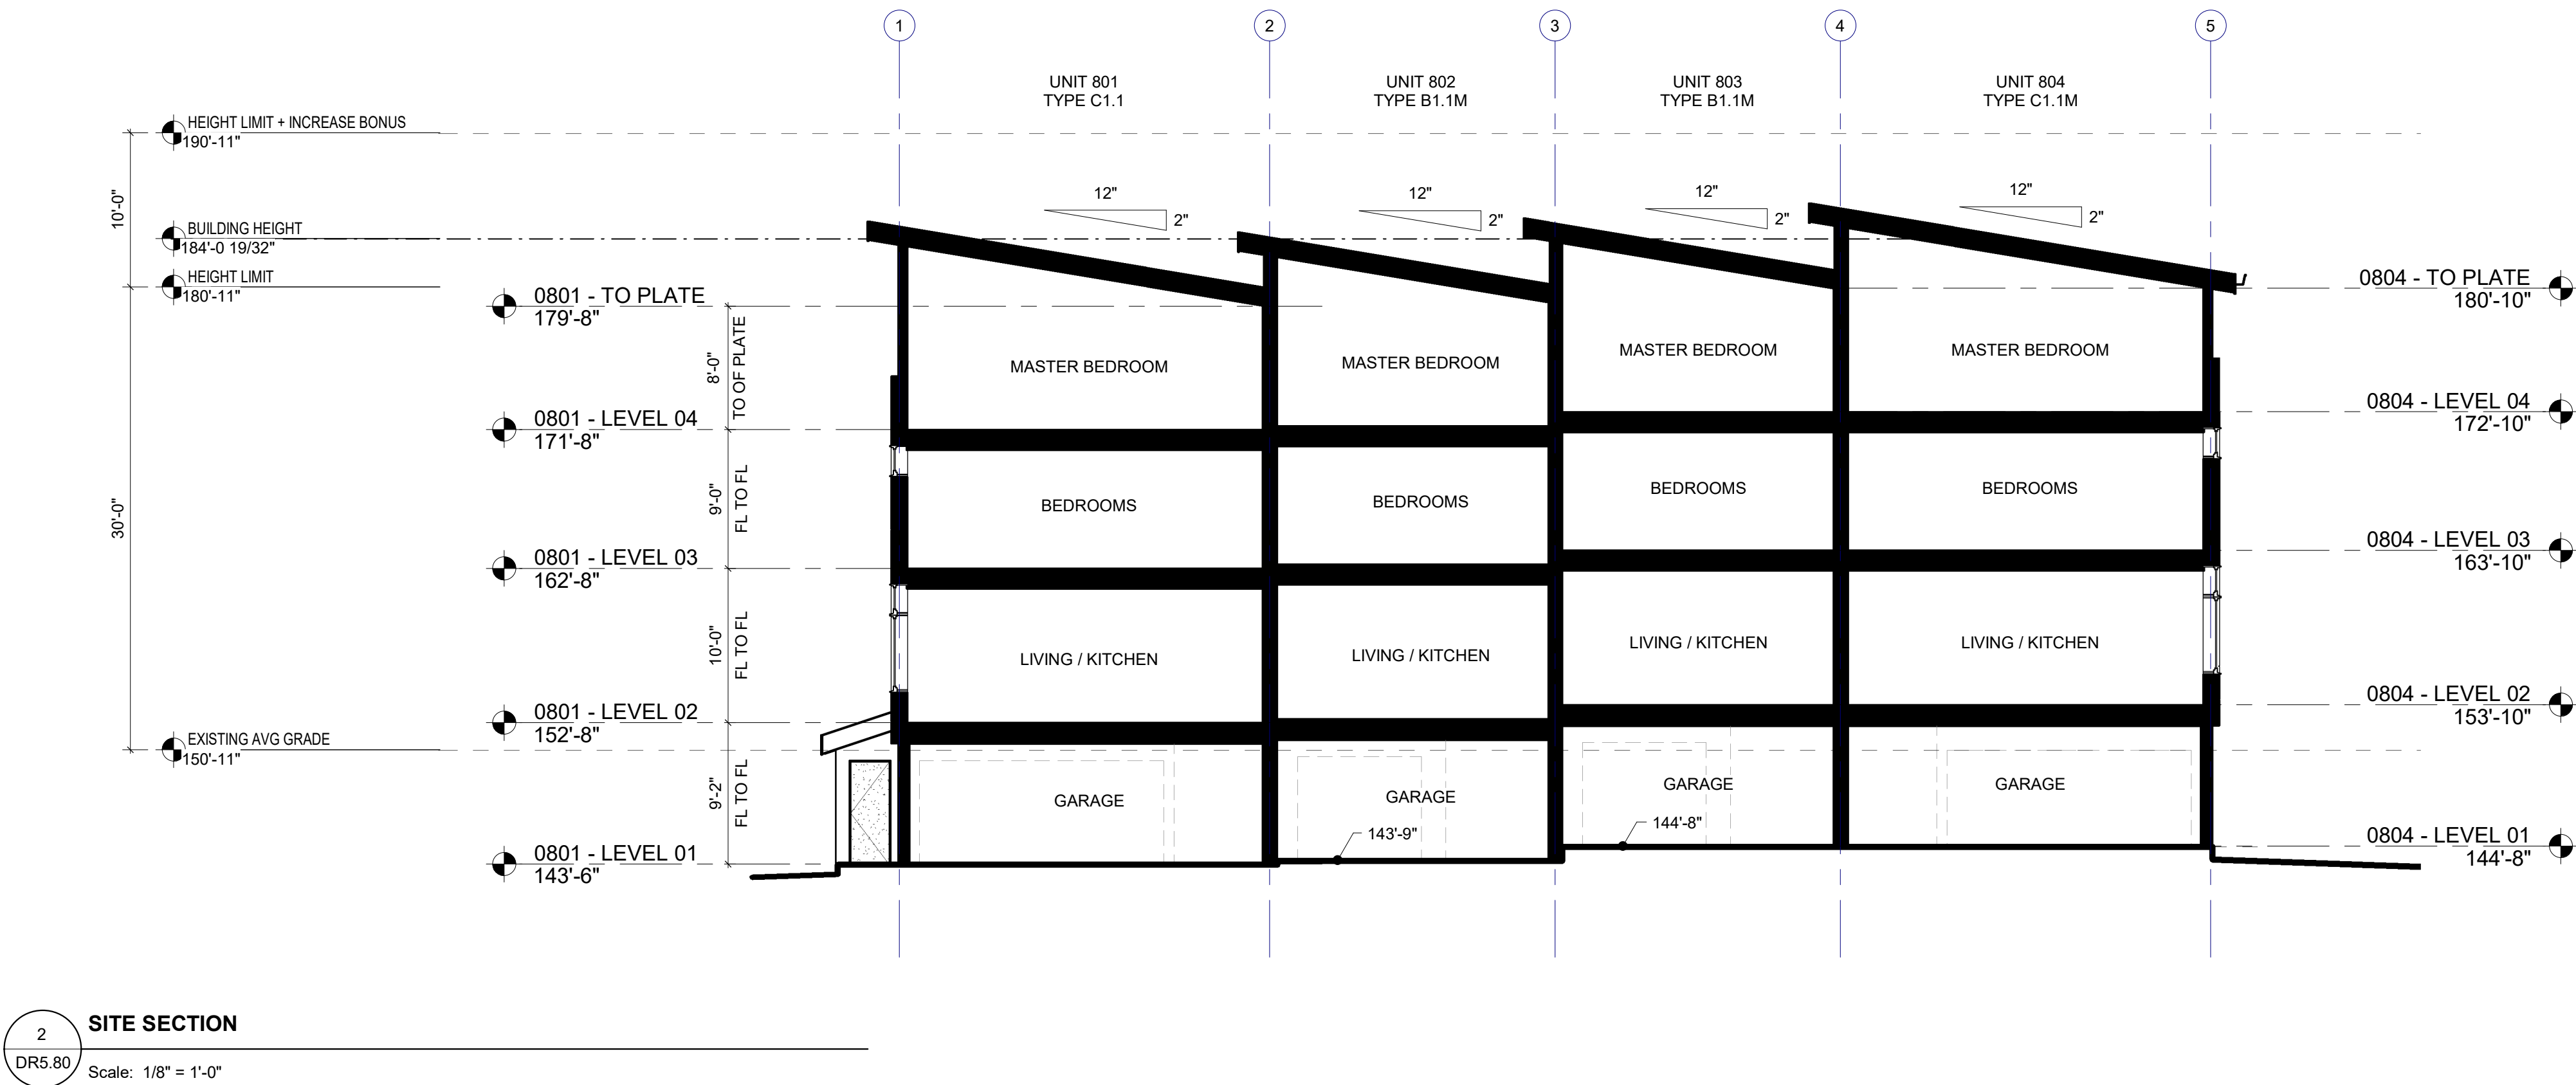 1
2
3
4
5
UNIT 801
TYPE C1.1
UNIT 802
TYPE B1.1M
UNIT 803
TYPE B1.1M
UNIT 804
TYPE C1.1M
HEIGHT LIMIT + INCREASE BONUS
190'-11"
10'-0"
12"
2"
12"
2"
12"
2"
12"
2"
BUILDING HEIGHT
184'-0 19/32"
HEIGHT LIMIT
180'-11"
0801 - TO PLATE
179'-8"
0804 - TO PLATE
180'-10"
8'-0"
TO OF PLATE
MASTER BEDROOM
MASTER BEDROOM
MASTER BEDROOM
MASTER BEDROOM
0801 - LEVEL 04
171'-8"
0804 - LEVEL 04
172'-10"
30'-0"
9'-0"
FL TO FL
BEDROOMS
BEDROOMS
BEDROOMS
BEDROOMS
0801 - LEVEL 03
162'-8"
0804 - LEVEL 03
163'-10"
10'-0"
FL TO FL
LIVING / KITCHEN
LIVING / KITCHEN
LIVING / KITCHEN
LIVING / KITCHEN
0801 - LEVEL 02
152'-8"
0804 - LEVEL 02
153'-10"
EXISTING AVG GRADE
150'-11"
9'-2"
FL TO FL
GARAGE
GARAGE
GARAGE
GARAGE
143'-9"
144'-8"
0801 - LEVEL 01
143'-6"
0804 - LEVEL 01
144'-8"
2
DR5.80
SITE SECTION
Scale: 1/8" = 1'-0"